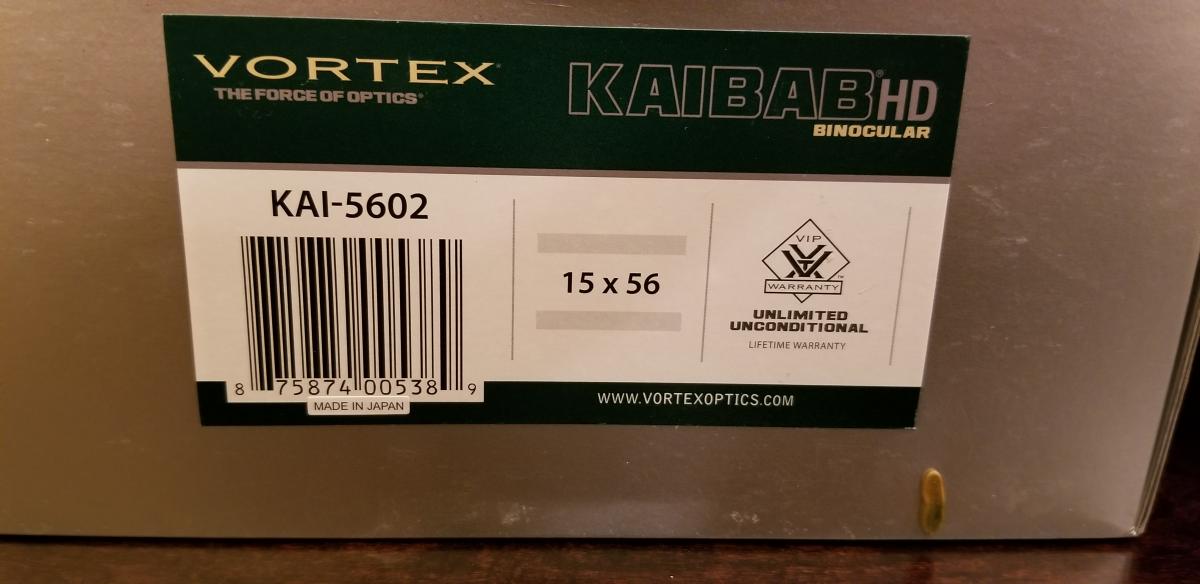 VORTEX®
THE FORCE OF OPTICS®
KAIBAB® HD
BINOCULAR
KAI-5602
8 75874 00538 9
MADE IN JAPAN
15 x 56
VIP
WARRANTY
™
UNLIMITED
UNCONDITIONAL
LIFETIME WARRANTY
WWW.VORTEXOPTICS.COM